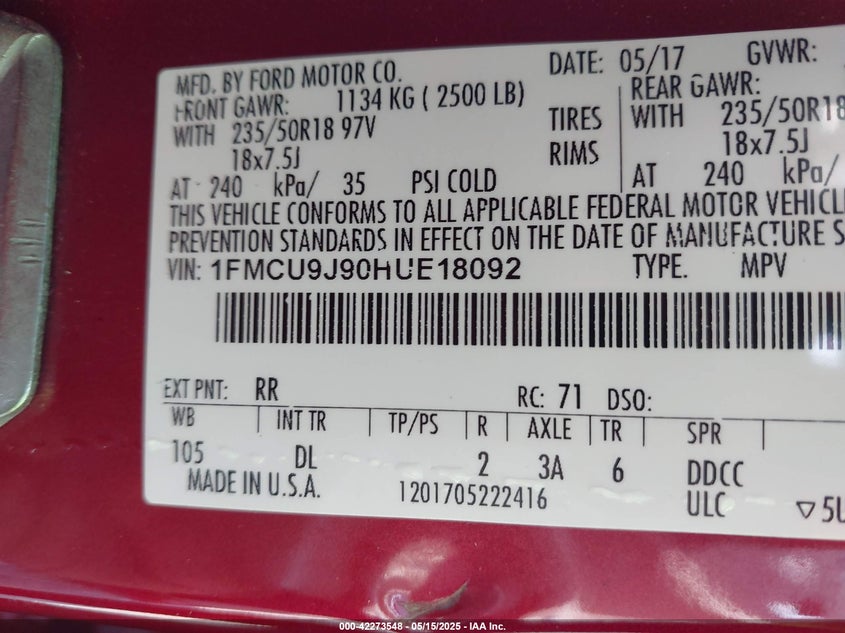 MFD. BY FORD MOTOR CO. DATE: 05/17 GVWR:
FRONT GAWR: 1134 KG ( 2500 LB) REAR GAWR:
WITH 235/50R18 97V TIRES WITH 235/50R18
18x7.5J RIMS 18x7.5J
AT 240 kPa/ 35 PSI COLD AT 240 kPa/
THIS VEHICLE CONFORMS TO ALL APPLICABLE FEDERAL MOTOR VEHICLE
PREVENTION STANDARDS IN EFFECT ON THE DATE OF MANUFACTURE S
VIN: 1FMCU9J90HUE18092 TYPE: MPV
EXT PNT: RR RC: 71 DSO:
WB INT TR TP/PS R AXLE TR SPR
105 DL 2 3A 6 DDCC
MADE IN U.S.A. 1201705222416 ULC ▽5U
000-42273548 - 05/15/2025 - IAA Inc.